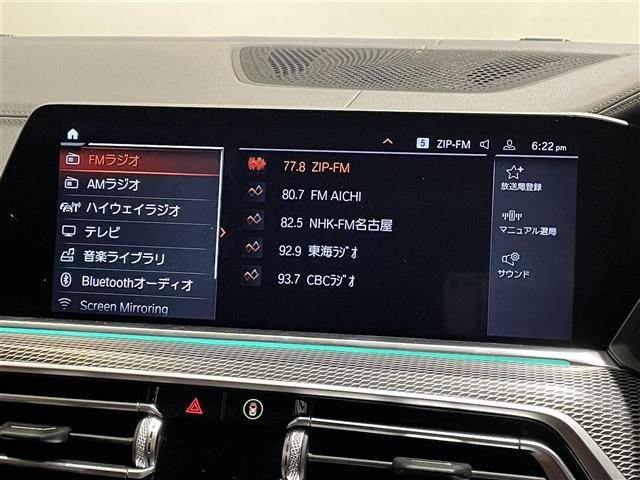 5 ZIP-FM 6:22 pm
FMラジオ
AMラジオ
ハイウェイラジオ
テレビ
音楽ライブラリ
Bluetoothオーディオ
Screen Mirroring
77.8 ZIP-FM
80.7 FM AICHI
82.5 NHK-FM名古屋
92.9 東海ﾗｼﾞｵ
93.7 CBCﾗｼﾞｵ
放送局登録
マニュアル選局
サウンド